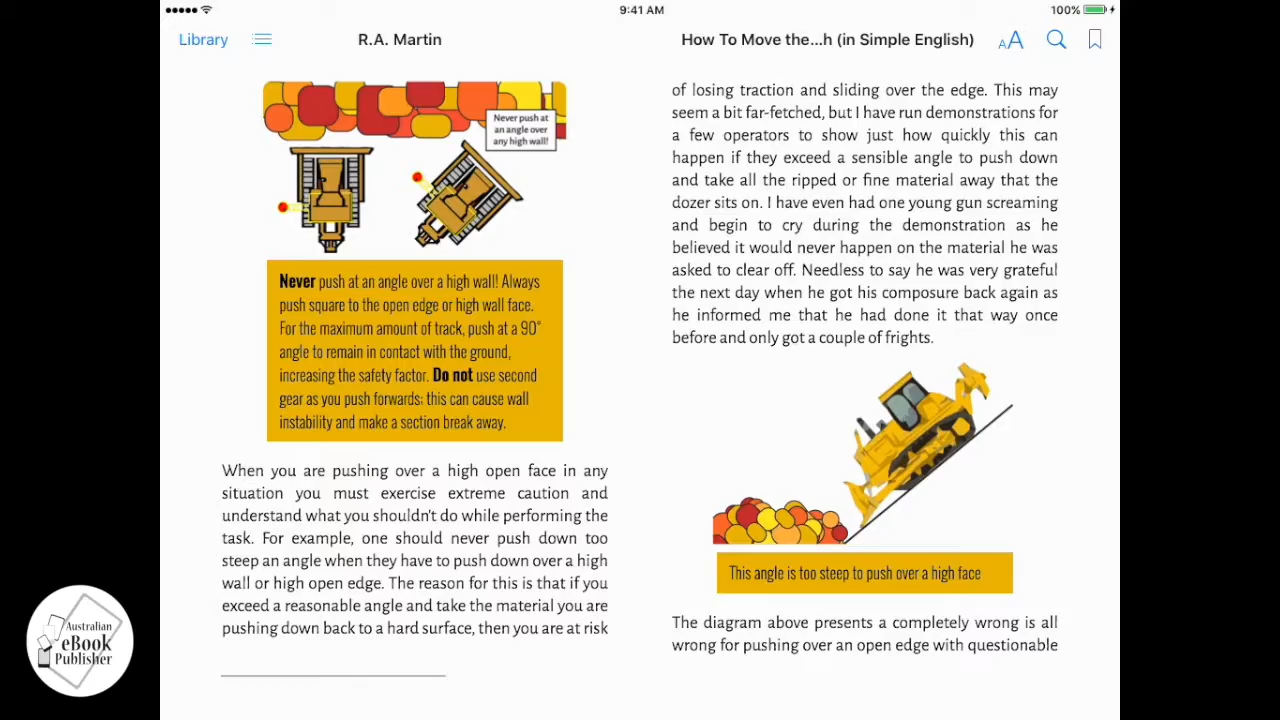 9:41 AM
100%
Library
R.A. Martin
How To Move the...h (in Simple English)
AA
Never push at
an angle over
any high wall!
Never push at an angle over a high wall! Always
push square to the open edge or high wall face.
For the maximum amount of track, push at a 90°
angle to remain in contact with the ground,
increasing the safety factor. Do not use second
gear as you push forwards; this can cause wall
instability and make a section break away.
When you are pushing over a high open face in any
situation you must exercise extreme caution and
understand what you shouldn't do while performing the
task. For example, one should never push down too
steep an angle when they have to push down over a high
wall or high open edge. The reason for this is that if you
exceed a reasonable angle and take the material you are
pushing down back to a hard surface, then you are at risk
of losing traction and sliding over the edge. This may
seem a bit far-fetched, but I have run demonstrations for
a few operators to show just how quickly this can
happen if they exceed a sensible angle to push down
and take all the ripped or fine material away that the
dozer sits on. I have even had one young gun screaming
and begin to cry during the demonstration as he
believed it would never happen on the material he was
asked to clear off. Needless to say he was very grateful
the next day when he got his composure back again as
he informed me that he had done it that way once
before and only got a couple of frights.
This angle is too steep to push over a high face
The diagram above presents a completely wrong is all
wrong for pushing over an open edge with questionable
Australian
eBook
Publisher